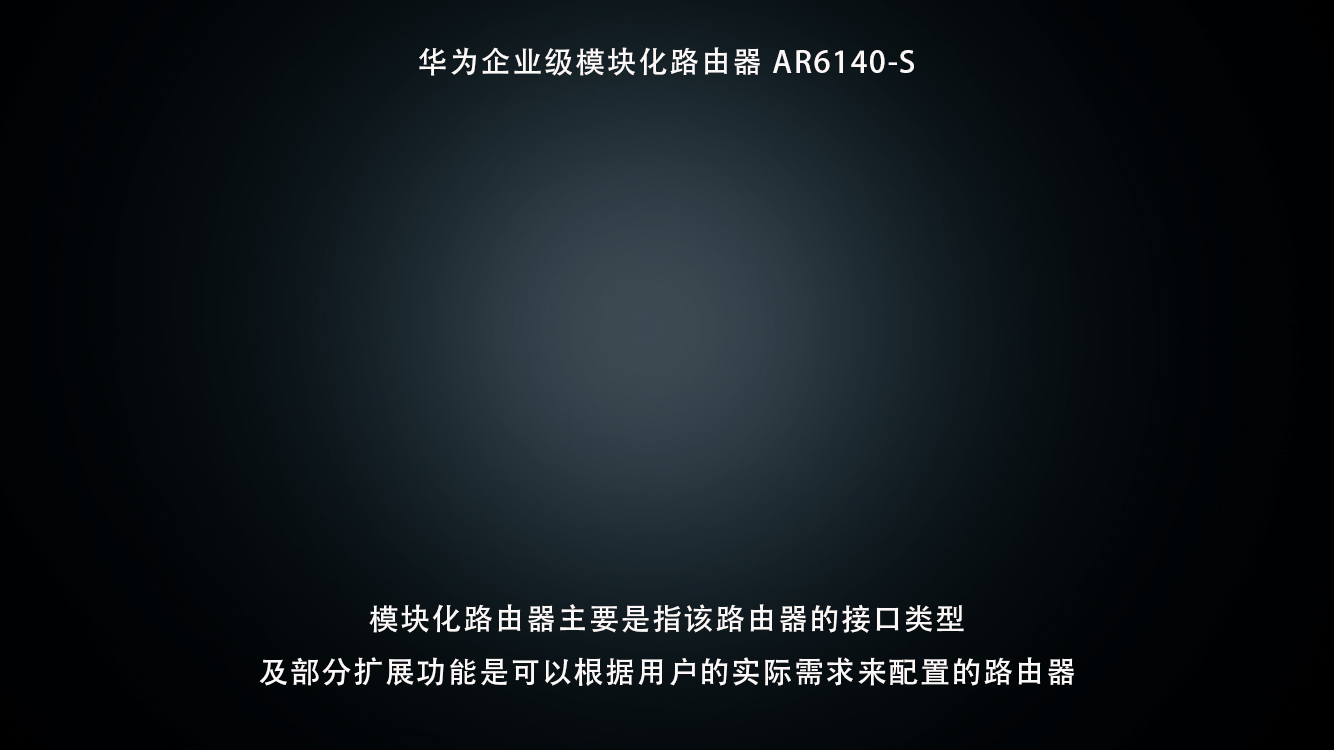 华为企业级模块化路由器 AR6140-S
模块化路由器主要是指该路由器的接口类型
及部分扩展功能是可以根据用户的实际需求来配置的路由器